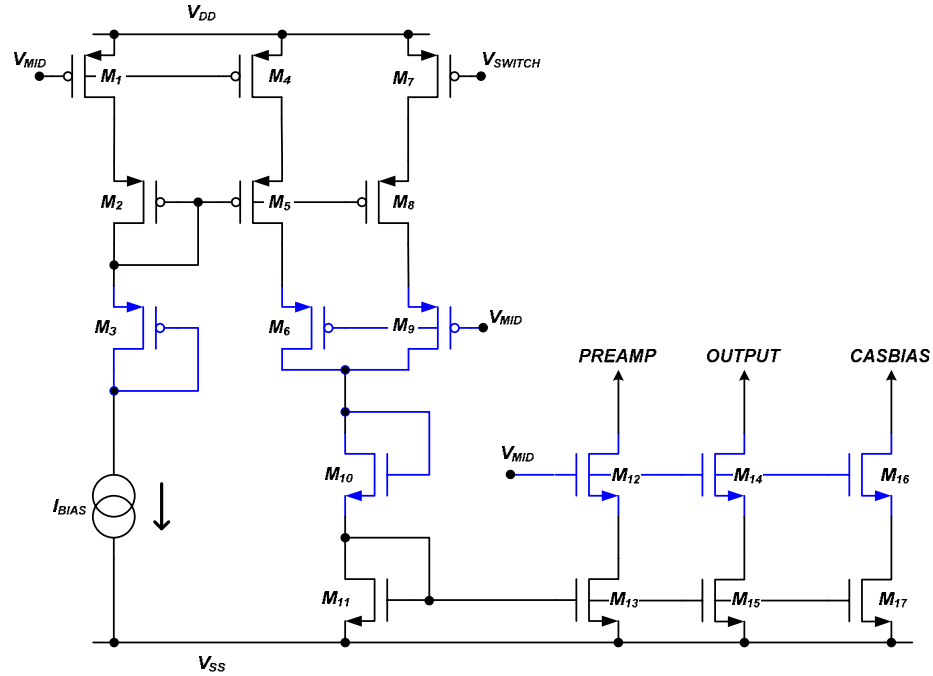 VDD
VMID
M1
M4
M7
VSWITCH
M2
M5
M8
M3
M6
M9
VMID
PREAMP
OUTPUT
CASBIAS
VMID
M10
M12
M14
M16
IBIAS
M11
M13
M15
M17
VSS